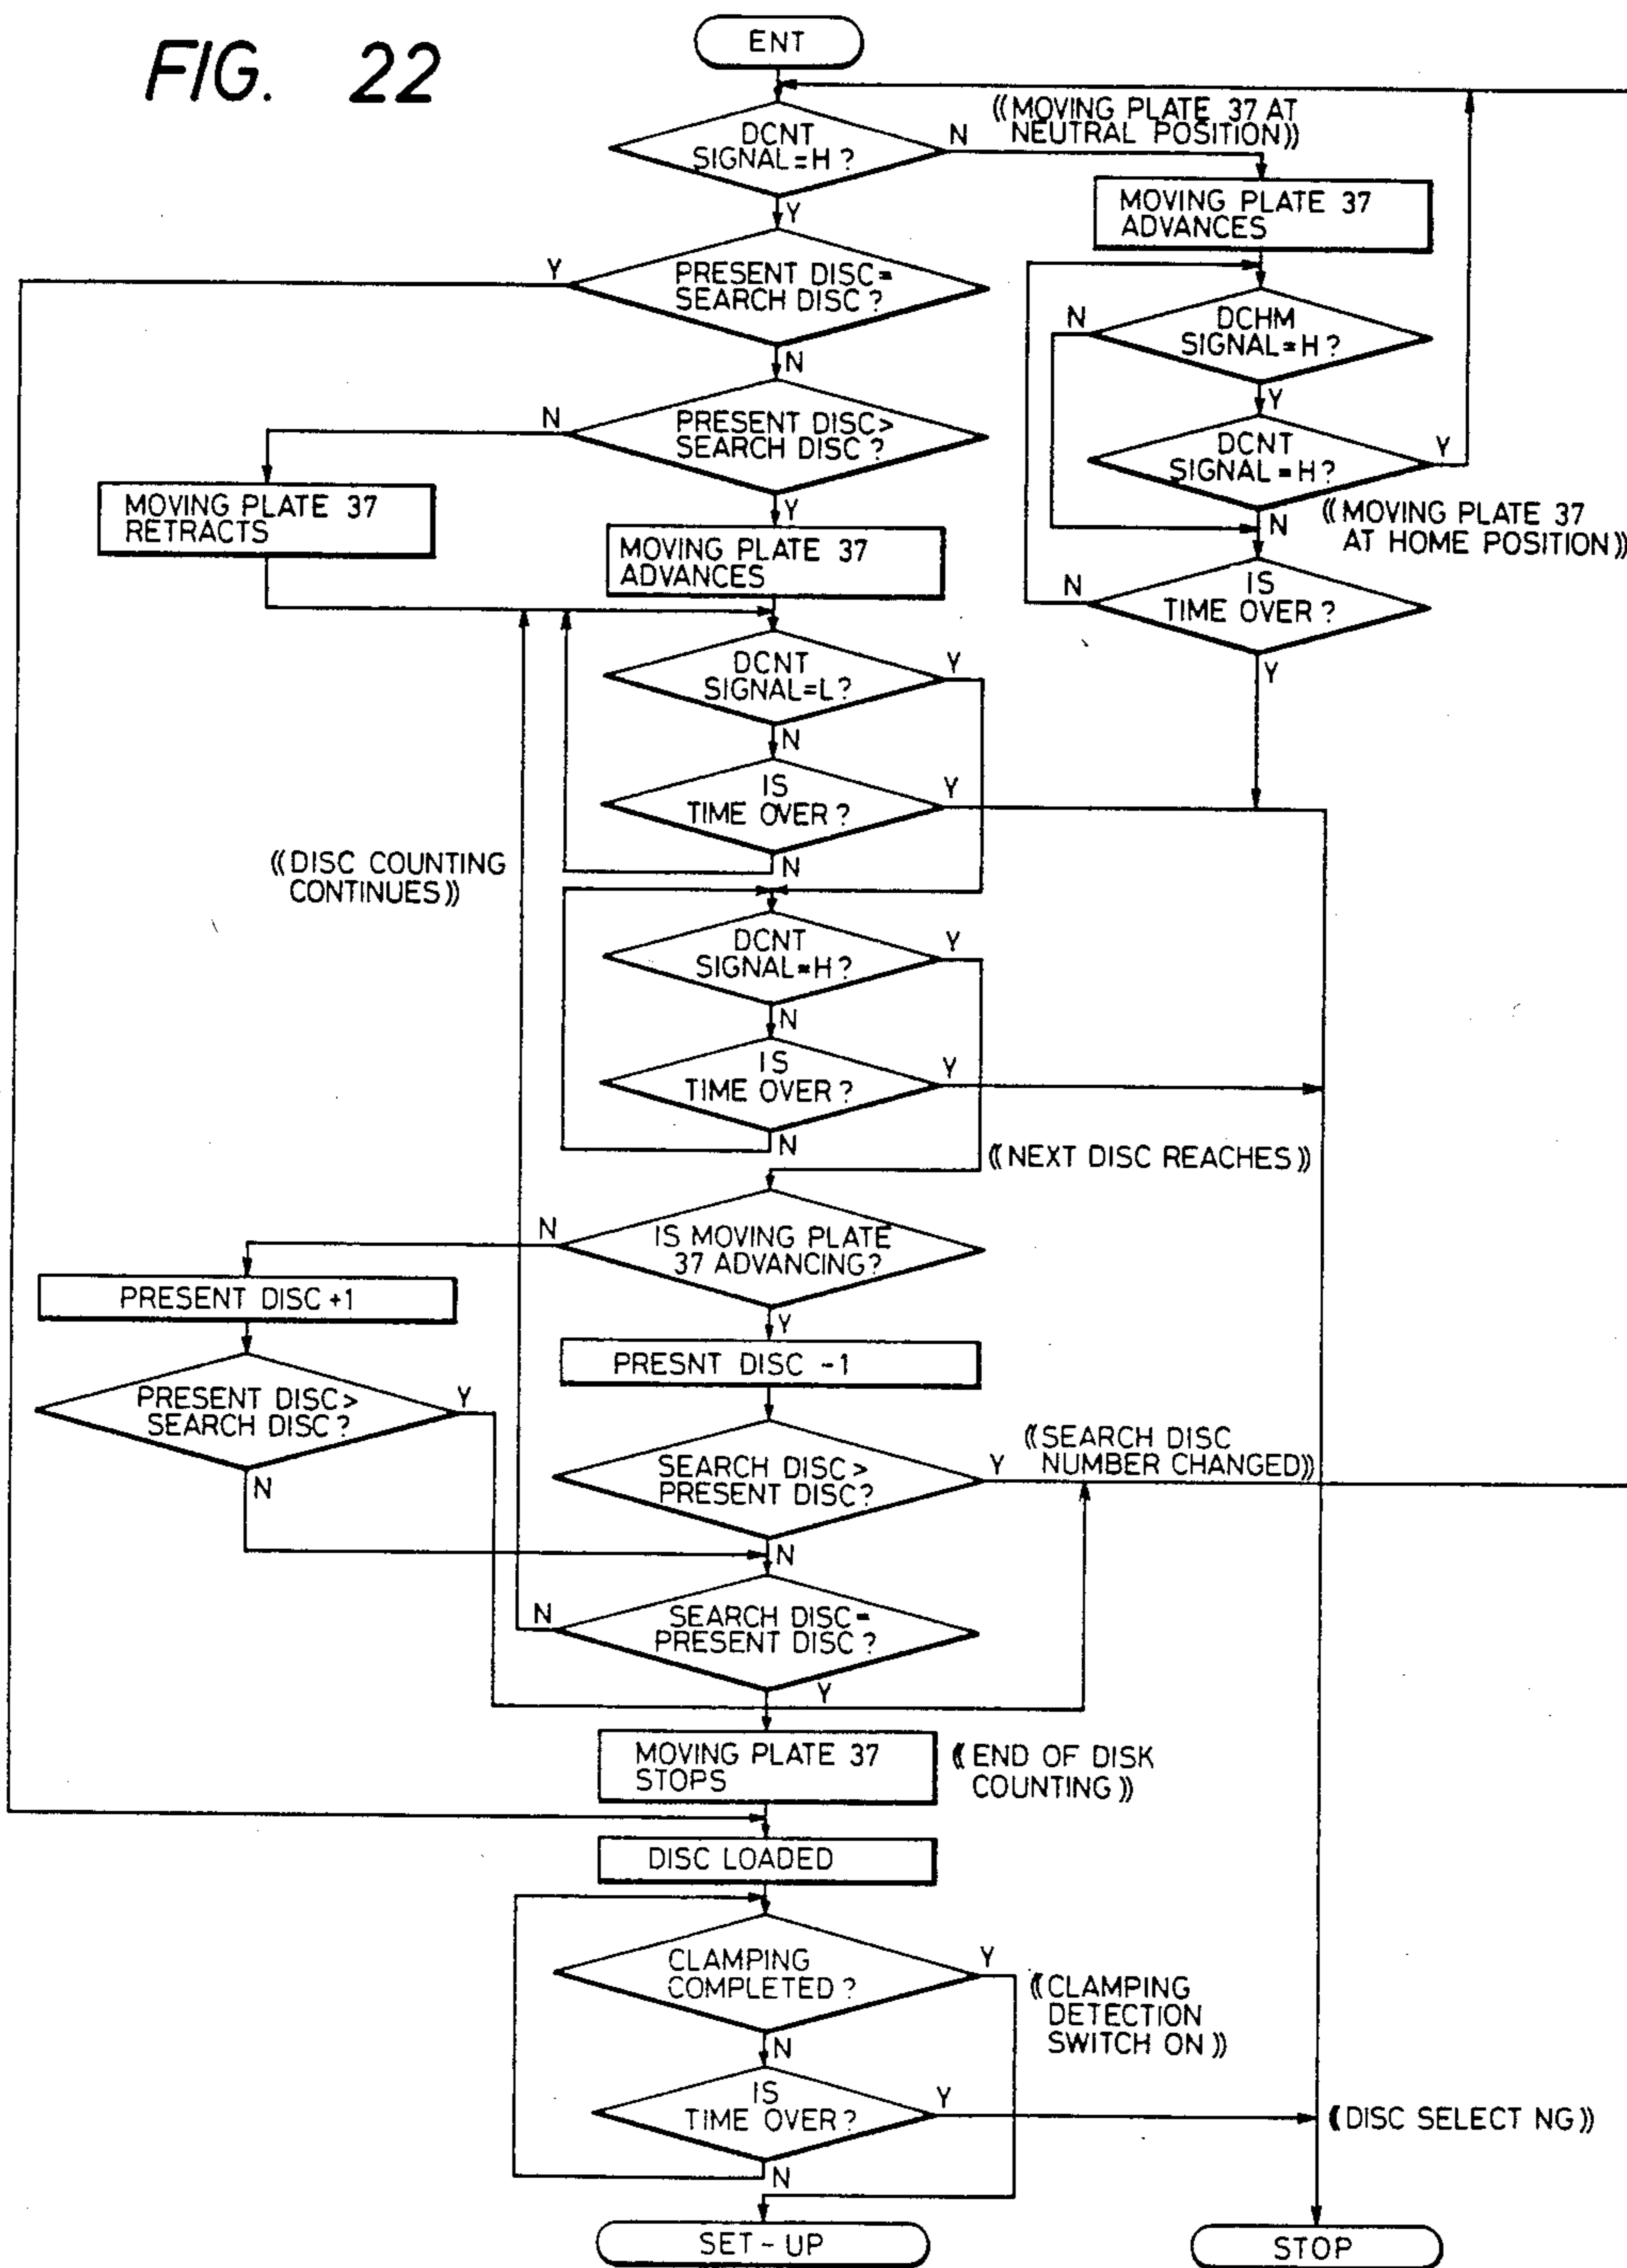 FIG. 22
ENT
DCNT
SIGNAL=H?
N
((MOVING PLATE 37 AT
NEUTRAL POSITION))
Y
MOVING PLATE 37
ADVANCES
Y
PRESENT DISC=
SEARCH DISC?
N
N
DCHM
SIGNAL=H?
Y
N
PRESENT DISC>
SEARCH DISC?
Y
DCNT
SIGNAL=H?
Y
N
((MOVING PLATE 37
AT HOME POSITION))
MOVING PLATE 37
RETRACTS
MOVING PLATE 37
ADVANCES
N
IS
TIME OVER?
Y
DCNT
SIGNAL=L?
Y
N
IS
TIME OVER?
Y
N
((DISC COUNTING
CONTINUES))
DCNT
SIGNAL=H?
Y
N
IS
TIME OVER?
Y
N
((NEXT DISC REACHES))
N
IS MOVING PLATE
37 ADVANCING?
Y
PRESENT DISC +1
PRESNT DISC -1
PRESENT DISC>
SEARCH DISC?
Y
N
SEARCH DISC>
PRESENT DISC?
Y
((SEARCH DISC
NUMBER CHANGED))
N
N
SEARCH DISC=
PRESENT DISC?
Y
MOVING PLATE 37
STOPS
((END OF DISK
COUNTING))
DISC LOADED
CLAMPING
COMPLETED?
Y
((CLAMPING
DETECTION
SWITCH ON))
N
IS
TIME OVER?
Y
((DISC SELECT NG))
N
SET-UP
STOP